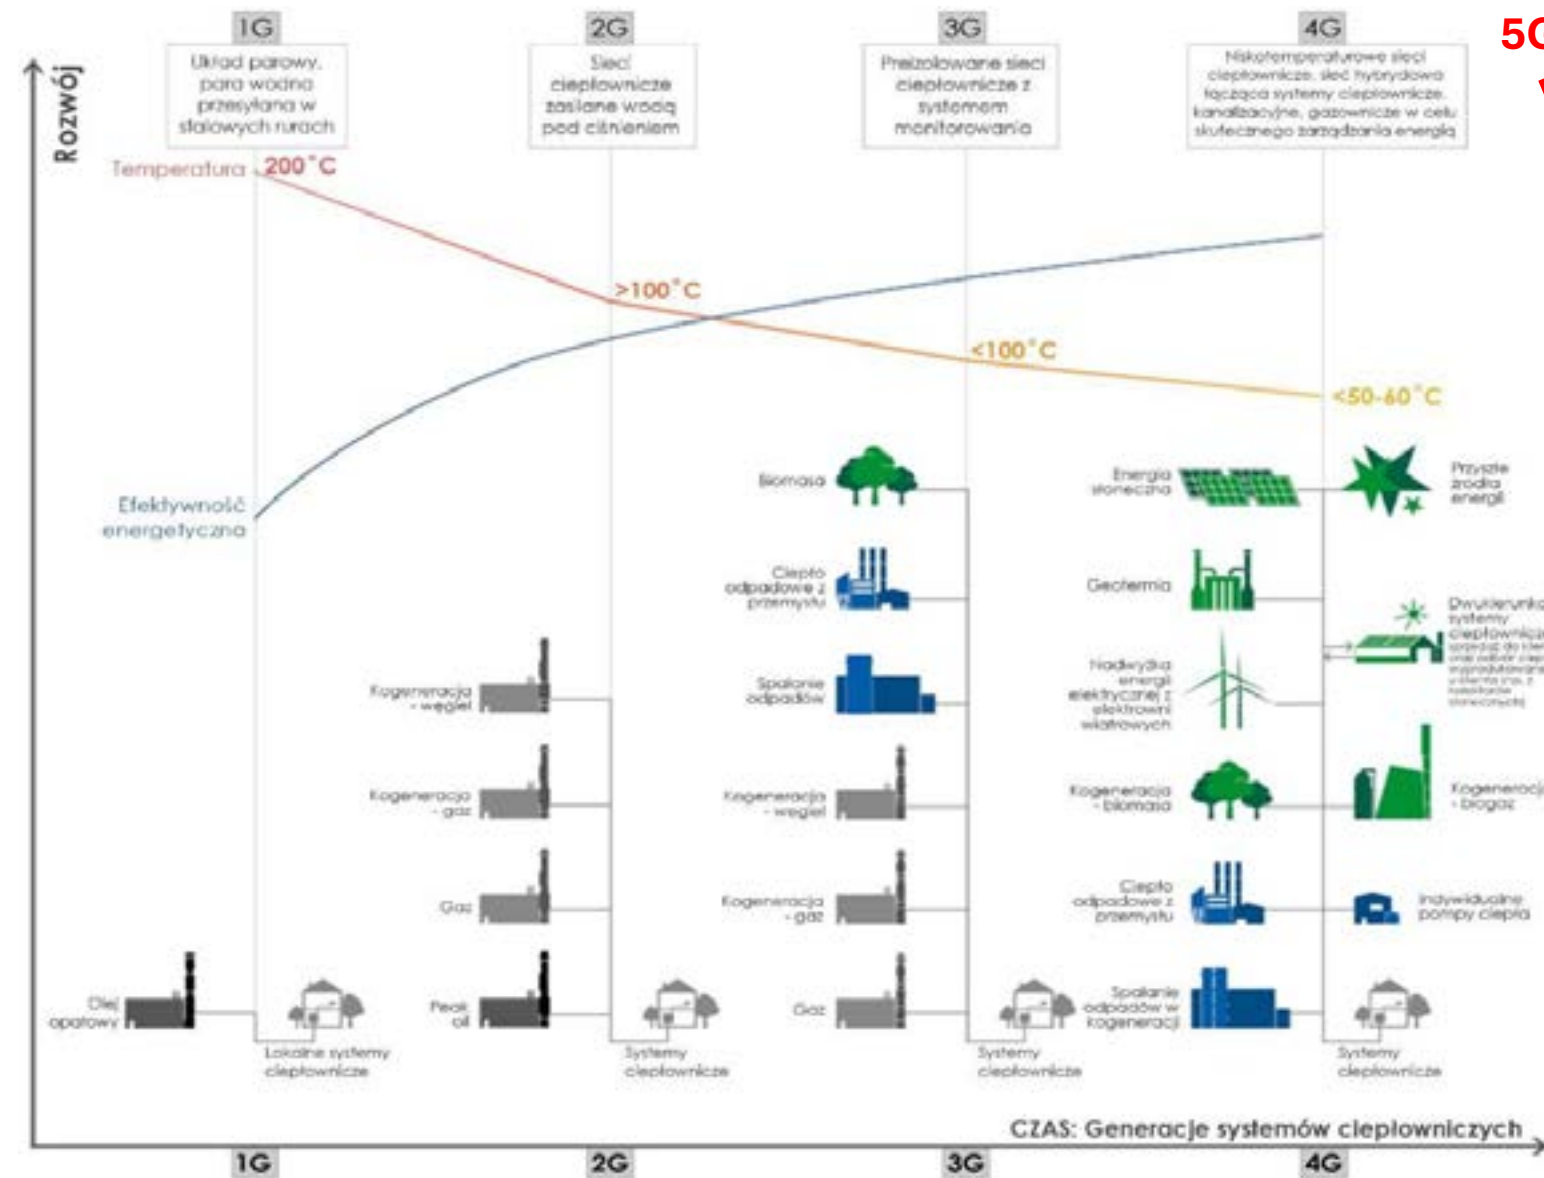 1G
2G
3G
4G
5G
Układ parowy,
para wodna
przesyłana w
stalowych rurach
Sieci
ciepłownicze
zasilane wodą
pod ciśnieniem
Preizolowane sieci
ciepłownicze z
systemem
monitorowania
Niskotemperaturowe sieci
ciepłownicze, sieć hybrydowa
łącząca systemy ciepłownicze,
kanalizacyjne, gazownicze w celu
skutecznego zarządzania energią
Rozwój
Temperatura
200°C
>100°C
<100°C
<50-60°C
Efektywność
energetyczna
Olej
opałowy
Lokalne systemy
ciepłownicze
Kogeneracja
- węgiel
Kogeneracja
- gaz
Gaz
Peak
oil
Systemy
ciepłownicze
Biomasa
Ciepło
odpadowe z
przemysłu
Spalanie
odpadów
Kogeneracja
- węgiel
Kogeneracja
- gaz
Gaz
Systemy
ciepłownicze
Energia
słoneczna
Geotermia
Nadwyżka
energii
elektrycznej z
elektrowni
wiatrowych
Kogeneracja
- biomasa
Ciepło
odpadowe z
przemysłu
Spalanie
odpadów w
kogeneracji
Przyszłe
źródła
energii
systemy
Kogeneracja
- biogaz
Indywidualne
pompy ciepła
Systemy
ciepłownicze
CZAS: Generacje systemów ciepłowniczych
1G
2G
3G
4G